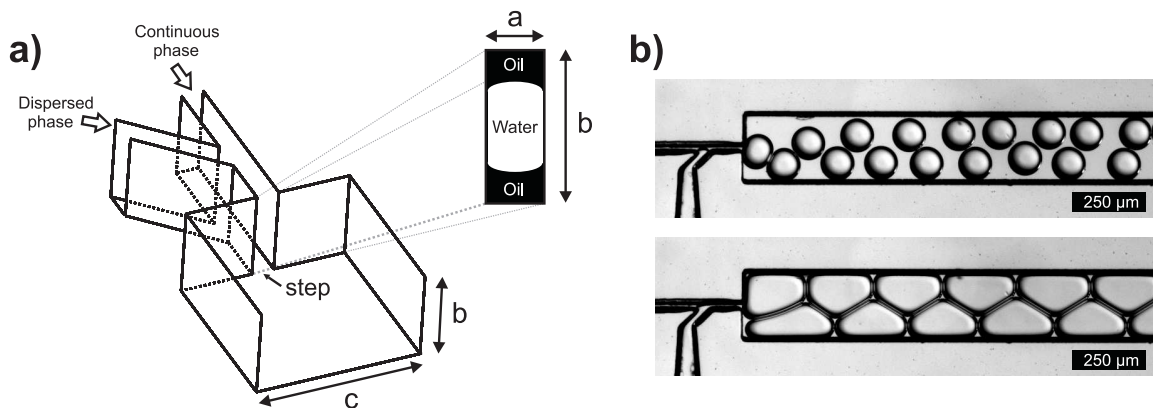 a)
Continuous
phase
Dispersed
phase
a
Oil
Water
Oil
b
step
b
c
b)
250 µm
250 µm